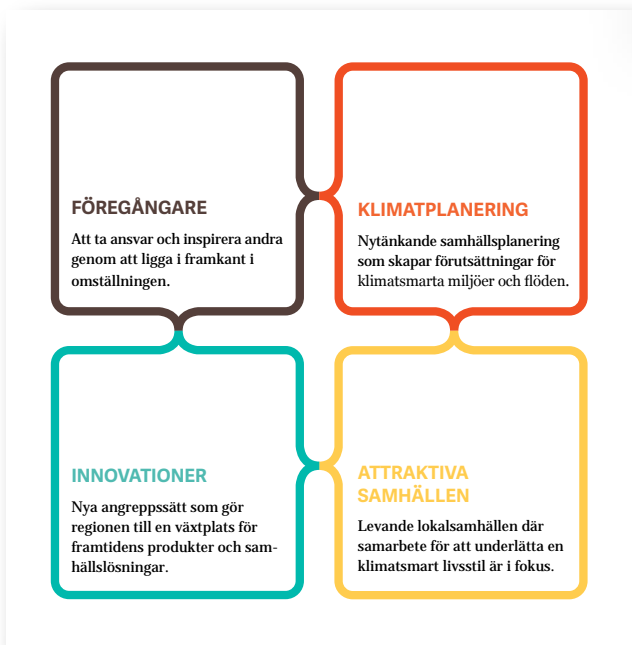 FÖREGÅNGARE
Att ta ansvar och inspirera andra
genom att ligga i framkant i
omställningen.
KLIMATPLANERING
Nytänkande samhällsplanering
som skapar förutsättningar för
klimatsmarta miljöer och flöden.
INNOVATIONER
Nya angreppssätt som gör
regionen till en växtplats för
framtidens produkter och sam-
hällslösningar.
ATTRAKTIVA
SAMHÄLLEN
Levande lokalsamhällen där
samarbete för att underlätta en
klimatsmart livsstil är i fokus.